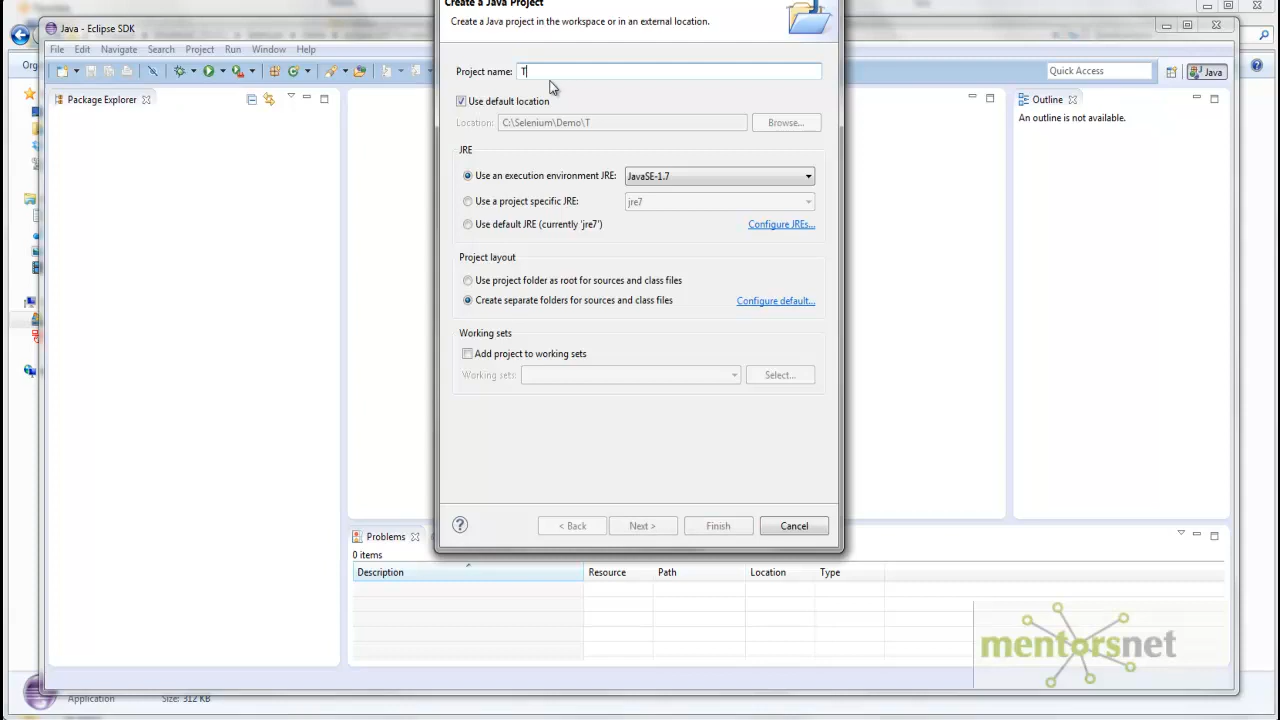 Create a Java Project
Create a Java project in the workspace or in an external location.
Java - Eclipse SDK
File Edit Navigate Search Project Run Window Help
Org
Project name: T
Quick Access
Java
Package Explorer
Use default location
Outline
An outline is not available.
Location: C:\Selenium\Demo\T Browse...
JRE
Use an execution environment JRE: JavaSE-1.7
Use a project specific JRE: jre7
Use default JRE (currently 'jre7') Configure JREs...
Project layout
Use project folder as root for sources and class files
Create separate folders for sources and class files Configure default...
Working sets
Add project to working sets
Working sets: Select...
< Back Next > Finish Cancel
Problems
0 items
Description Resource Path Location Type
mentorsnet
Application Size: 312 KB